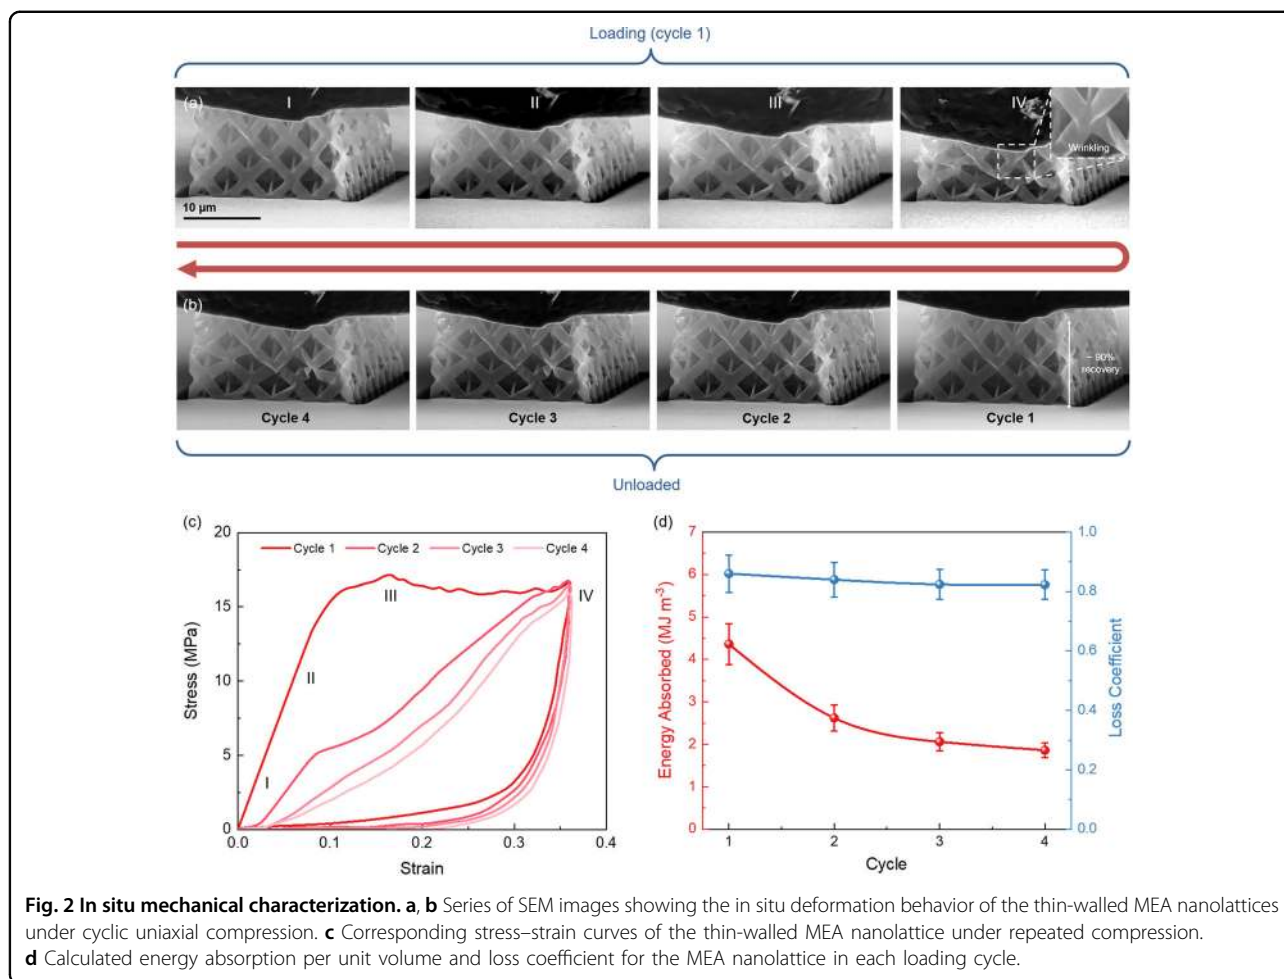 Loading (cycle 1)
(a)
I
II
III
IV
Wrinkling
10 μm
(b)
~ 90%
recovery
Cycle 4
Cycle 3
Cycle 2
Cycle 1
Unloaded
(c)
20
15
10
5
0
Stress (MPa)
Cycle 1
Cycle 2
Cycle 3
Cycle 4
I
II
III
IV
0.0
0.1
0.2
0.3
0.4
Strain
(d)
7
6
5
4
3
2
1
0
Energy Absorbed (MJ m⁻³)
1.0
0.8
0.6
0.4
0.2
0.0
Loss Coefficient
1
2
3
4
Cycle
Fig. 2 In situ mechanical characterization. a, b Series of SEM images showing the in situ deformation behavior of the thin-walled MEA nanolattices
under cyclic uniaxial compression. c Corresponding stress–strain curves of the thin-walled MEA nanolattice under repeated compression.
d Calculated energy absorption per unit volume and loss coefficient for the MEA nanolattice in each loading cycle.